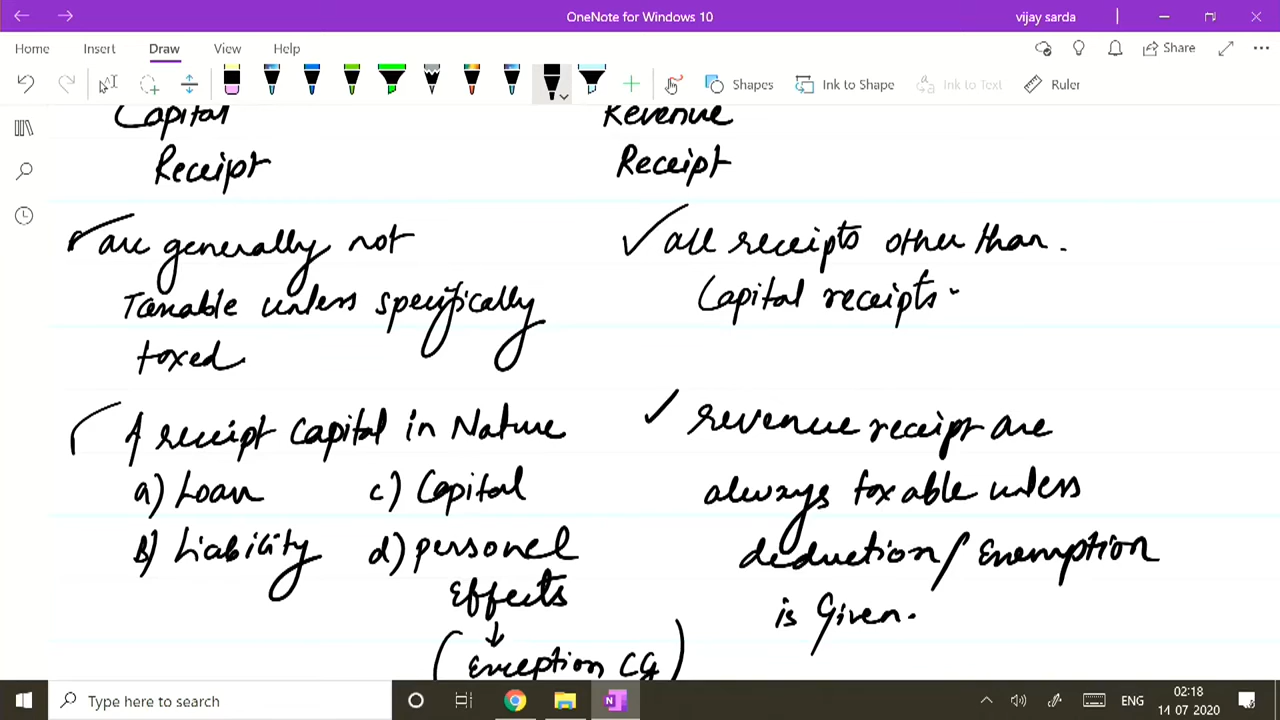 OneNote for Windows 10
vijay sarda
Home Insert Draw View Help
Share
Shapes Ink to Shape Ink to Text Ruler
Capital
Receipt
are generally not
Taxable unless specifically
taxed
A receipt capital in Nature
a) Loan c) Capital
B) Liability d) personel
Effects
(Exception CG)
Revenue
Receipt
all receipts other than.
Capital receipts.
revenue receipt are
always taxable unless
deduction/Exemption
is Given.
Type here to search
ENG
02:18
14 07 2020